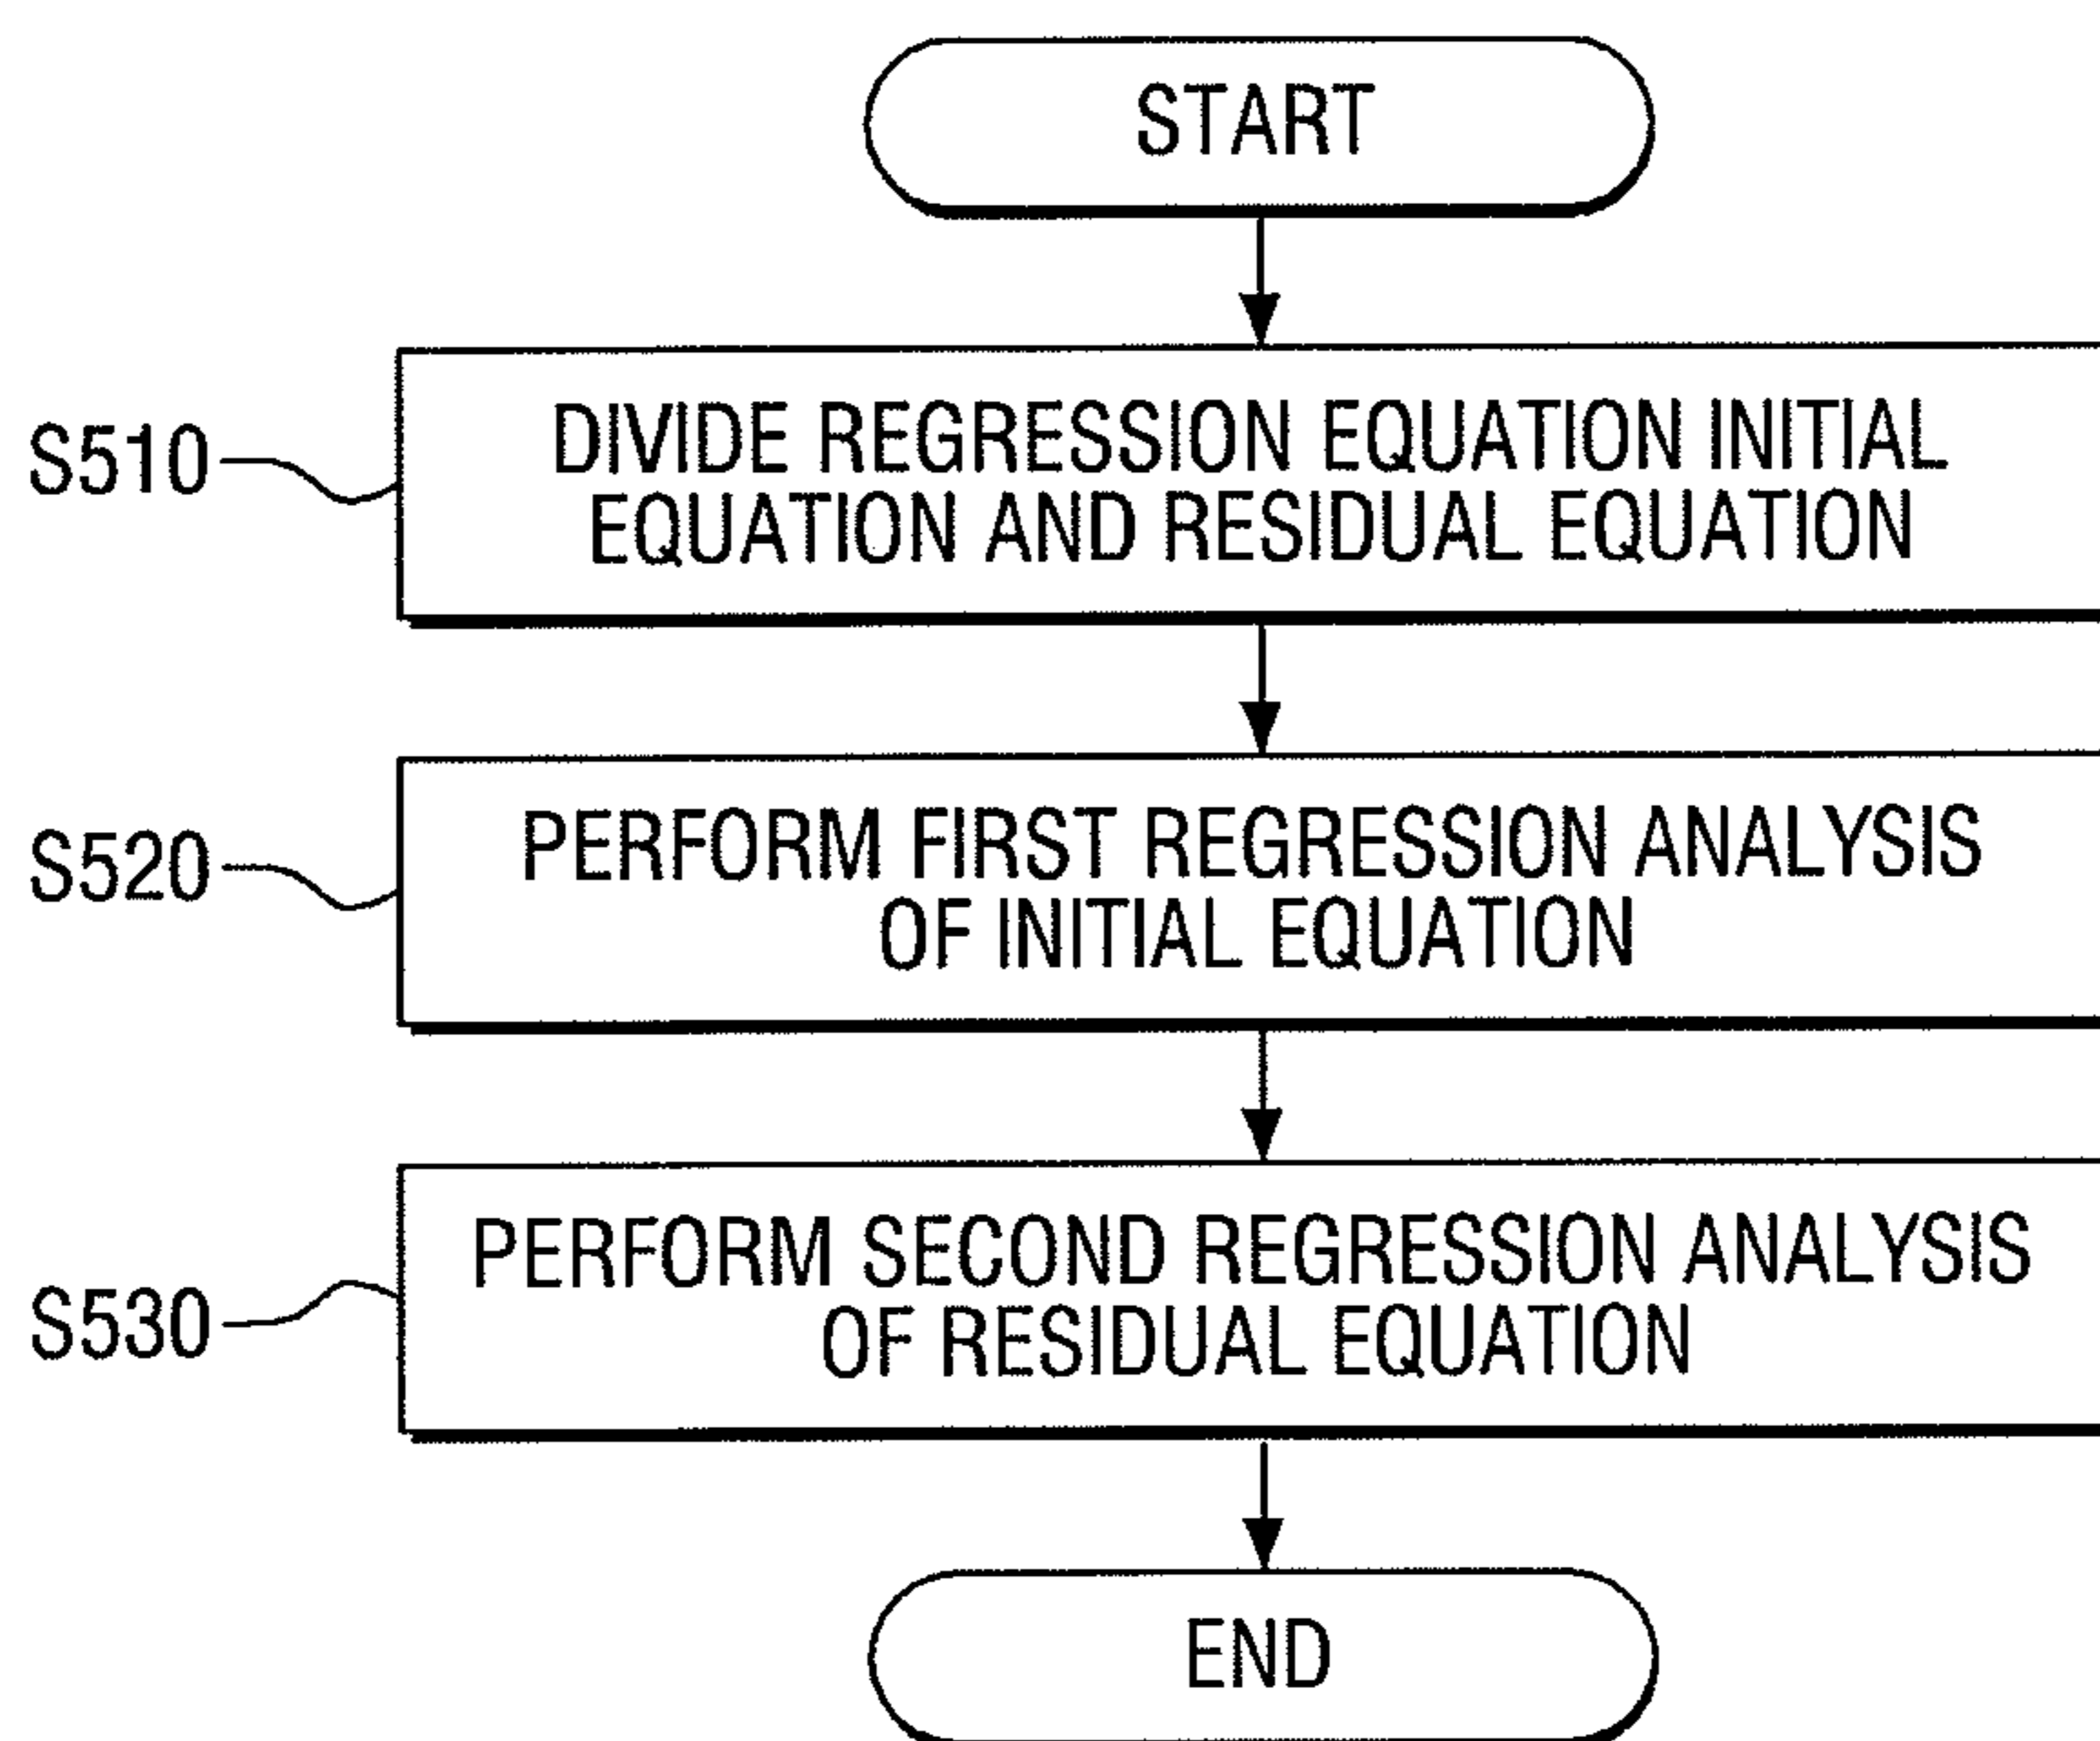 START
S510
DIVIDE REGRESSION EQUATION INITIAL
EQUATION AND RESIDUAL EQUATION
S520
PERFORM FIRST REGRESSION ANALYSIS
OF INITIAL EQUATION
S530
PERFORM SECOND REGRESSION ANALYSIS
OF RESIDUAL EQUATION
END